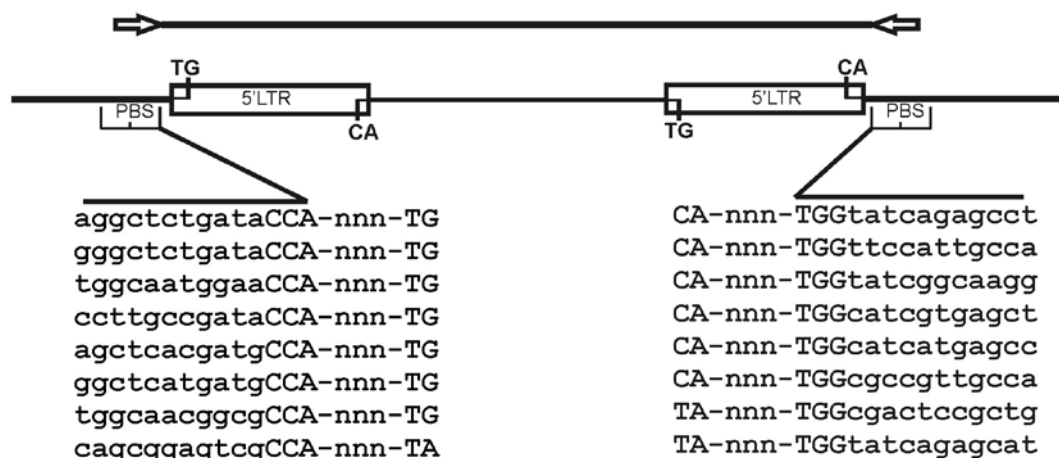 TG CA
5'LTR 5'LTR
PBS PBS
CA TG
aggctctgataCCA-nnn-TG CA-nnn-TGGtatcagagcct
gggctctgataCCA-nnn-TG CA-nnn-TGGttccattgcca
tggcaatggaaCCA-nnn-TG CA-nnn-TGGtatcggcaagg
ccttgccgataCCA-nnn-TG CA-nnn-TGGcatcgtgagct
agctcacgatgCCA-nnn-TG CA-nnn-TGGcatcatgagcc
ggctcatgatgCCA-nnn-TG CA-nnn-TGGcgccgttgcca
tggcaacggcgCCA-nnn-TG TA-nnn-TGGcgactccgctg
cagcggagtcgCCA-nnn-TA TA-nnn-TGGtatcagagcat